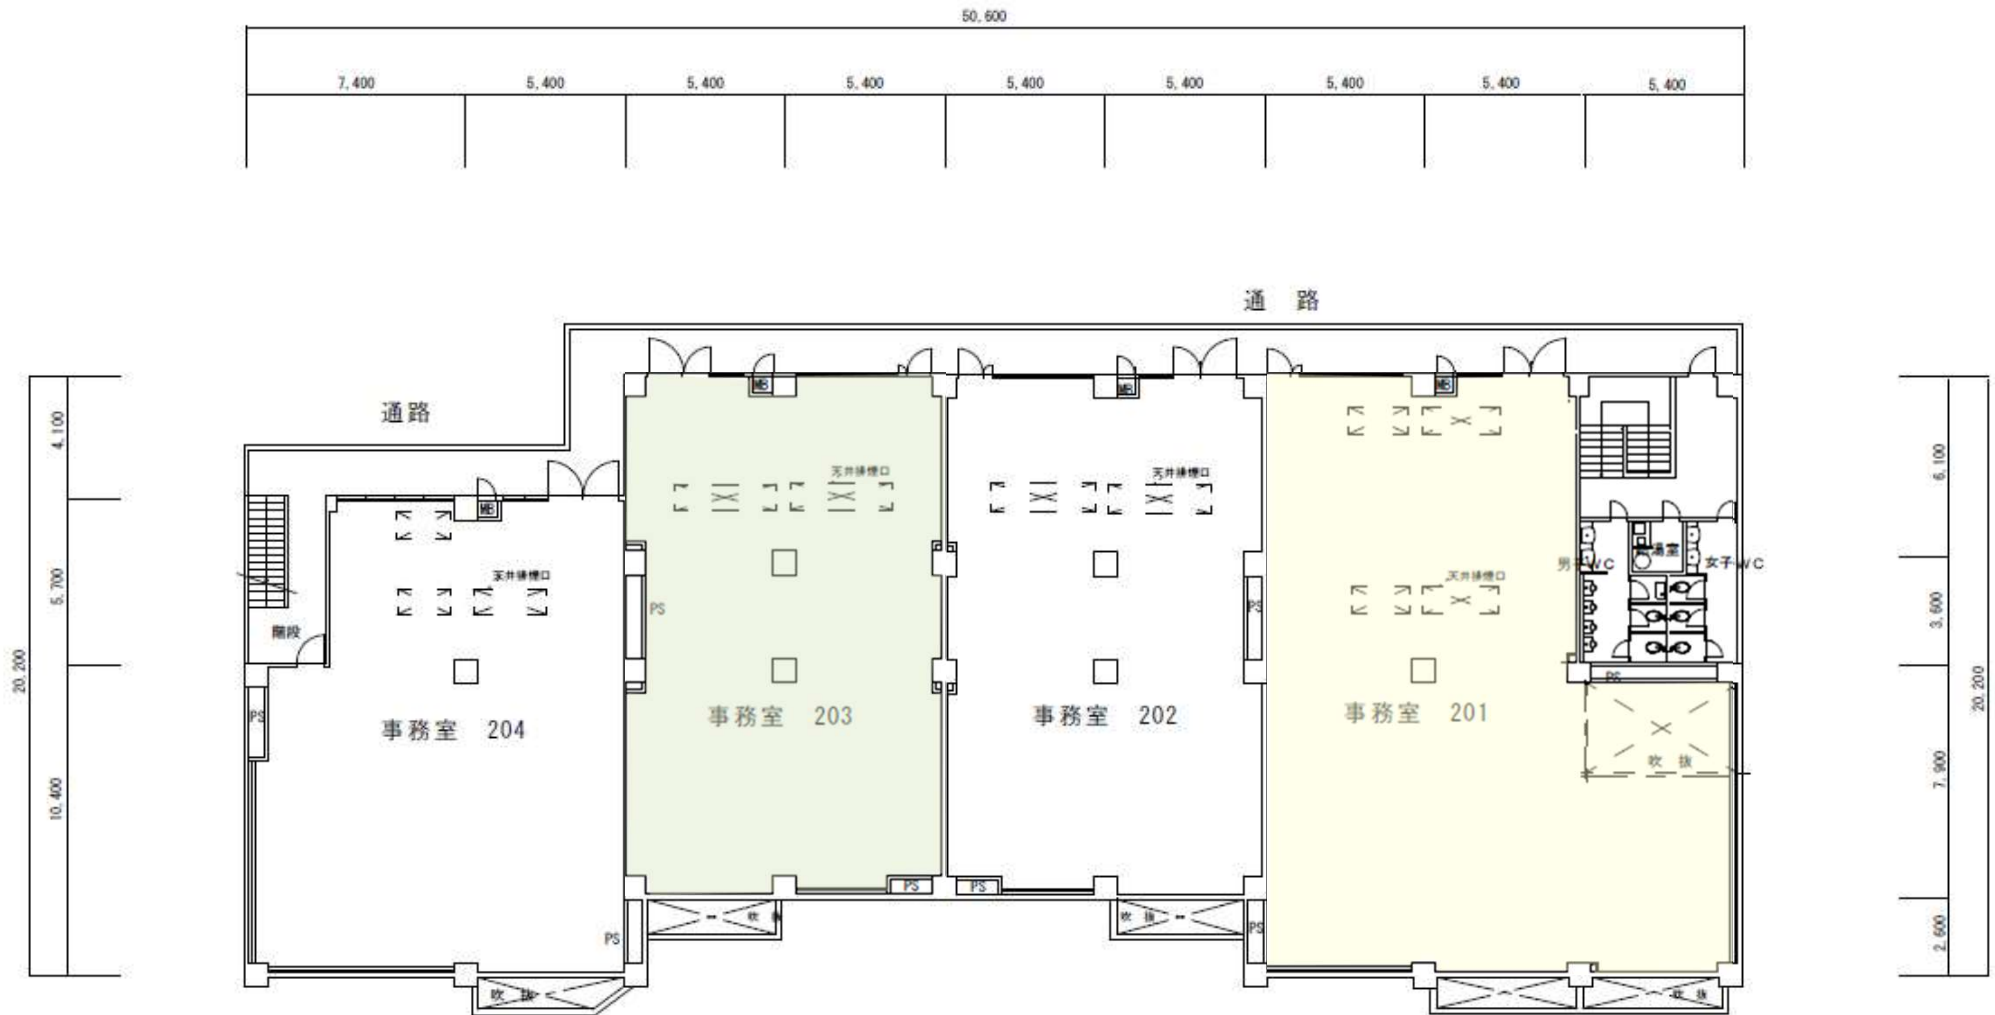 50,600
7,400 5,400 5,400 5,400 5,400 5,400 5,400 5,400 5,400
通 路
通路
MB MB MB
MB
4,100
5,700
10,400
20,200
6,100
3,600
7,900
2,600
20,200
天井排煙口
天井排煙口
天井排煙口
天井排煙口
階段
PS
PS
男子WC
湯室
女子WC
PS
事務室 204
事務室 203
事務室 202
事務室 201
PS
吹 抜
PS
PS
PS
PS
吹 抜
吹 抜
吹 抜
吹 抜